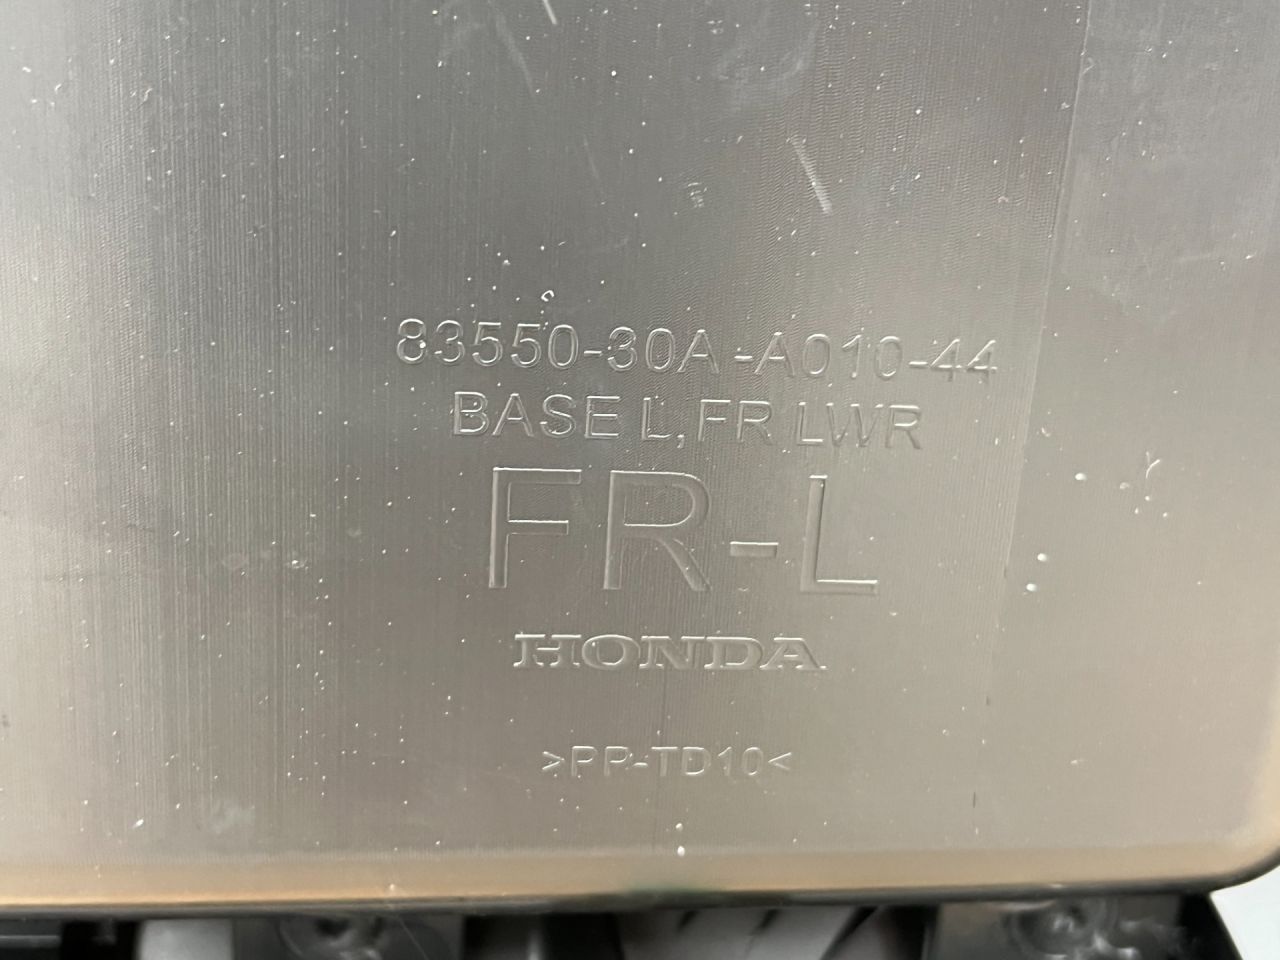 83550-30A-A010-44
BASE L, FR LWR
FR-L
HONDA
>PP-TD10<